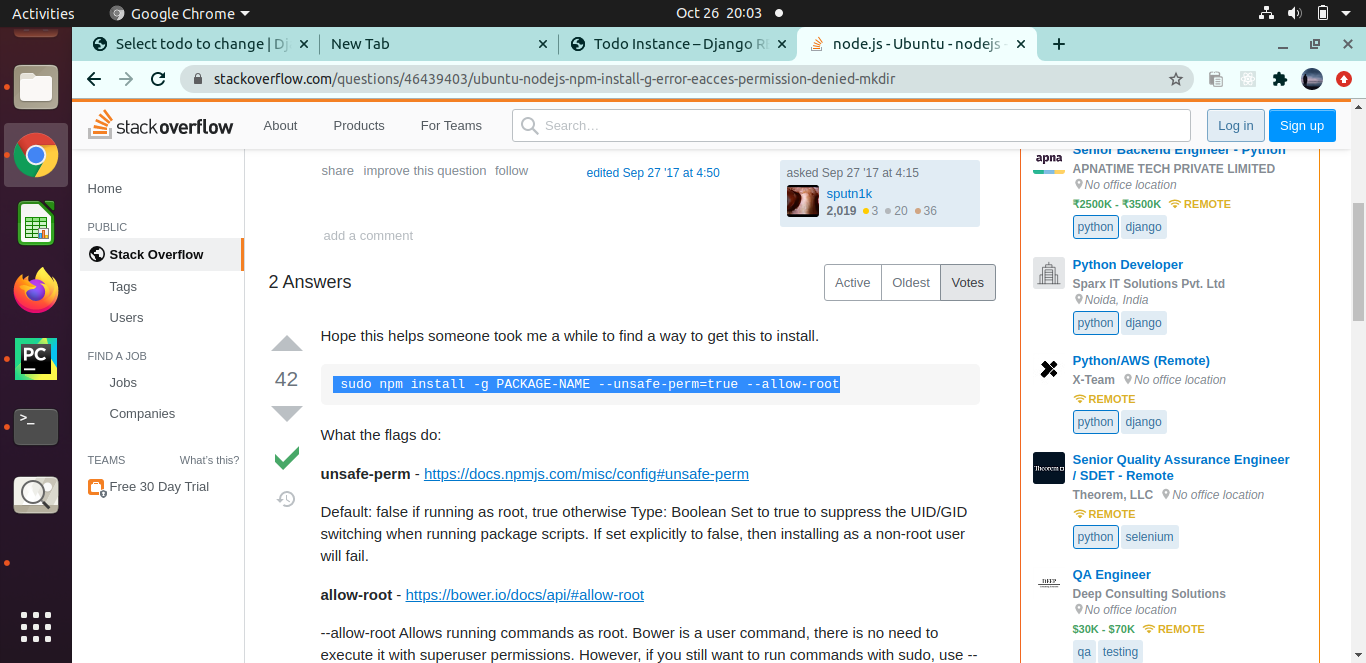 Activities
Google Chrome
Oct 26 20:03
Select todo to change | Dj
New Tab
Todo Instance – Django RE
node.js - Ubuntu - nodejs -
stackoverflow.com/questions/46439403/ubuntu-nodejs-npm-install-g-error-eacces-permission-denied-mkdir
stackoverflow
About
Products
For Teams
Search…
Log in
Sign up
Home
PUBLIC
Stack Overflow
Tags
Users
FIND A JOB
Jobs
Companies
TEAMS
What's this?
Free 30 Day Trial
PC
>_
share improve this question follow
edited Sep 27 '17 at 4:50
asked Sep 27 '17 at 4:15
sputn1k
2,019 3 20 36
add a comment
2 Answers
Active
Oldest
Votes
42
Hope this helps someone took me a while to find a way to get this to install.
sudo npm install -g PACKAGE-NAME --unsafe-perm=true --allow-root
What the flags do:
unsafe-perm - https://docs.npmjs.com/misc/config#unsafe-perm
Default: false if running as root, true otherwise Type: Boolean Set to true to suppress the UID/GID
switching when running package scripts. If set explicitly to false, then installing as a non-root user
will fail.
allow-root - https://bower.io/docs/api/#allow-root
--allow-root Allows running commands as root. Bower is a user command, there is no need to
execute it with superuser permissions. However, if you still want to run commands with sudo, use --
apna
Senior Backend Engineer - Python
APNATIME TECH PRIVATE LIMITED
No office location
₹2500K - ₹3500K REMOTE
python django
Python Developer
Sparx IT Solutions Pvt. Ltd
Noida, India
python django
Python/AWS (Remote)
X-Team No office location
REMOTE
python django
Theorem
Senior Quality Assurance Engineer
/ SDET - Remote
Theorem, LLC No office location
REMOTE
python selenium
DEEP
QA Engineer
Deep Consulting Solutions
No office location
$30K - $70K REMOTE
qa testing